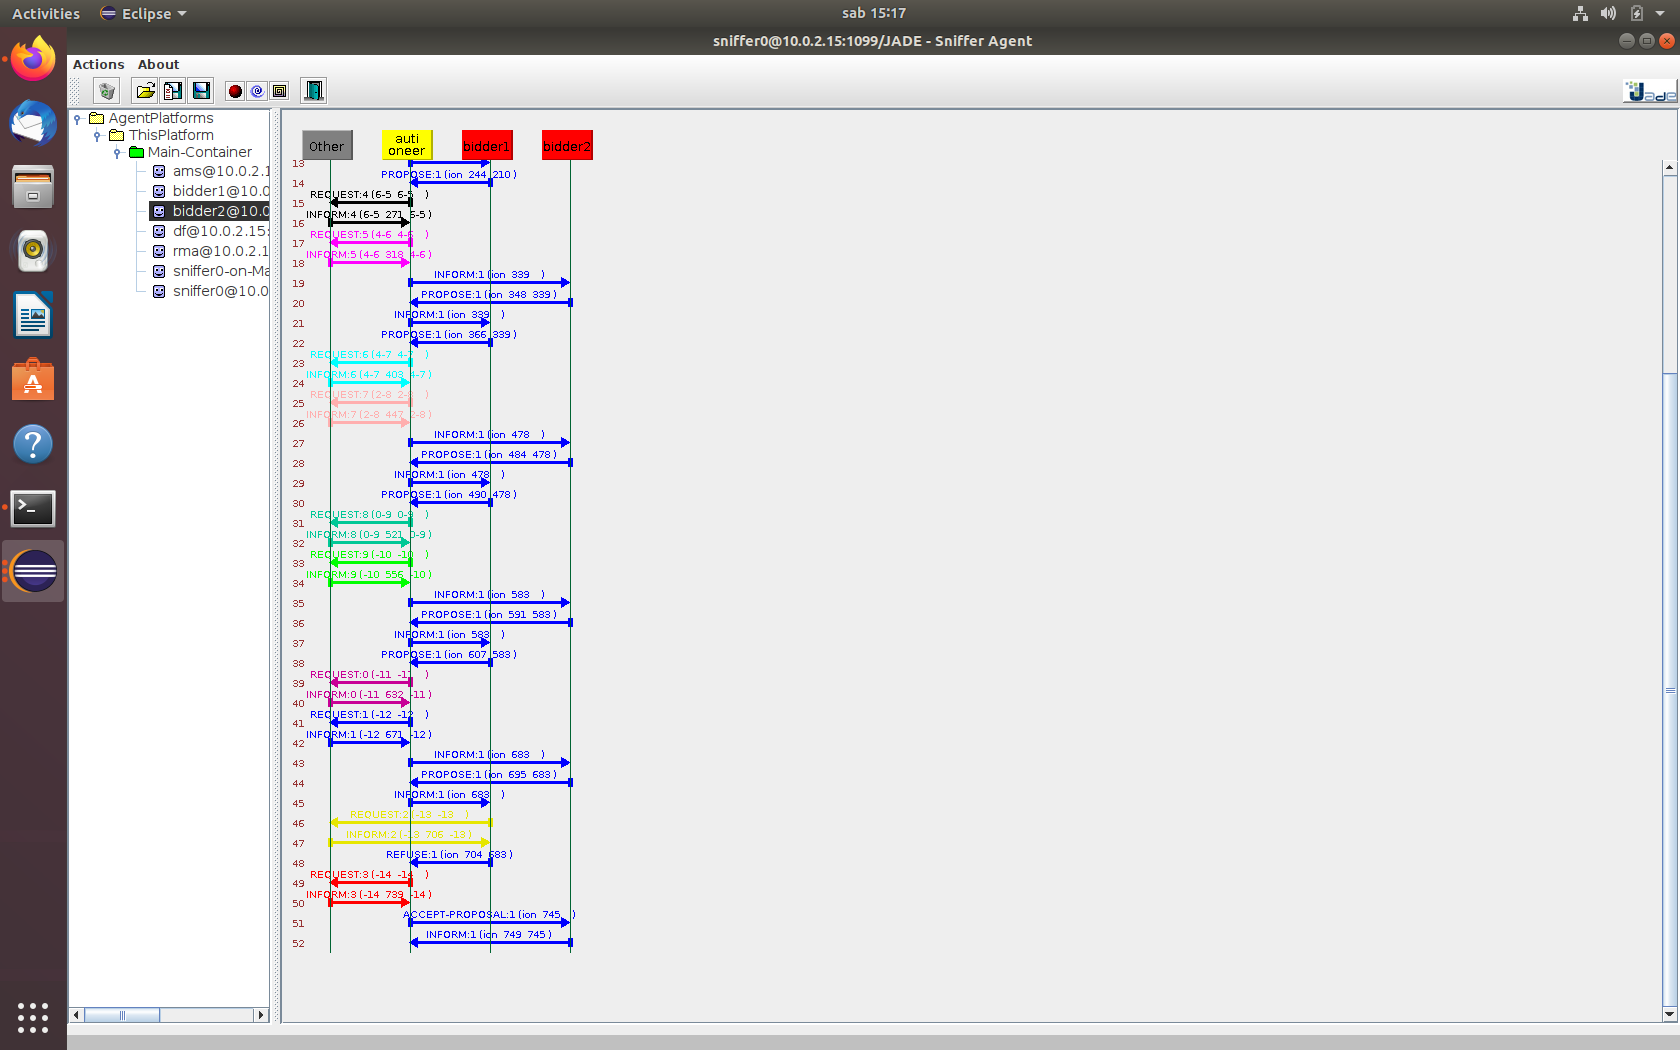 Activities
Eclipse
sab 15:17
sniffer0@10.0.2.15:1099/JADE - Sniffer Agent
Actions About
Jade
AgentPlatforms
ThisPlatform
Main-Container
ams@10.0.2.1
bidder1@10.0
bidder2@10.0
df@10.0.2.15:
rma@10.0.2.1
sniffer0-on-Ma
sniffer0@10.0
Other
auti
oneer
bidder1
bidder2
13
PROPOSE:1 (ion 244 210 )
14
REQUEST:4 (6-5 6-5 )
15
INFORM:4 (6-5 271 6-5 )
16
REQUEST:5 (4-6 4-6 )
17
INFORM:5 (4-6 318 4-6 )
18
INFORM:1 (ion 339 )
19
PROPOSE:1 (ion 348 339 )
20
INFORM:1 (ion 339 )
21
PROPOSE:1 (ion 366 339 )
22
REQUEST:6 (4-7 4-7 )
23
INFORM:6 (4-7 403 4-7 )
24
REQUEST:7 (2-8 2-8 )
25
INFORM:7 (2-8 447 2-8 )
26
INFORM:1 (ion 478 )
27
PROPOSE:1 (ion 484 478 )
28
INFORM:1 (ion 478 )
29
PROPOSE:1 (ion 490 478 )
30
REQUEST:8 (0-9 0-9 )
31
INFORM:8 (0-9 521 0-9 )
32
REQUEST:9 (-10 -10 )
33
INFORM:9 (-10 556 -10 )
34
INFORM:1 (ion 583 )
35
PROPOSE:1 (ion 591 583 )
36
INFORM:1 (ion 583 )
37
PROPOSE:1 (ion 607 583 )
38
REQUEST:0 (-11 -11 )
39
INFORM:0 (-11 632 -11 )
40
REQUEST:1 (-12 -12 )
41
INFORM:1 (-12 671 -12 )
42
INFORM:1 (ion 683 )
43
PROPOSE:1 (ion 695 683 )
44
INFORM:1 (ion 683 )
45
REQUEST:2 (-13 -13 )
46
INFORM:2 (-13 706 -13 )
47
REFUSE:1 (ion 704 683 )
48
REQUEST:3 (-14 -14 )
49
INFORM:3 (-14 739 -14 )
50
ACCEPT-PROPOSAL:1 (ion 745 )
51
INFORM:1 (ion 749 745 )
52